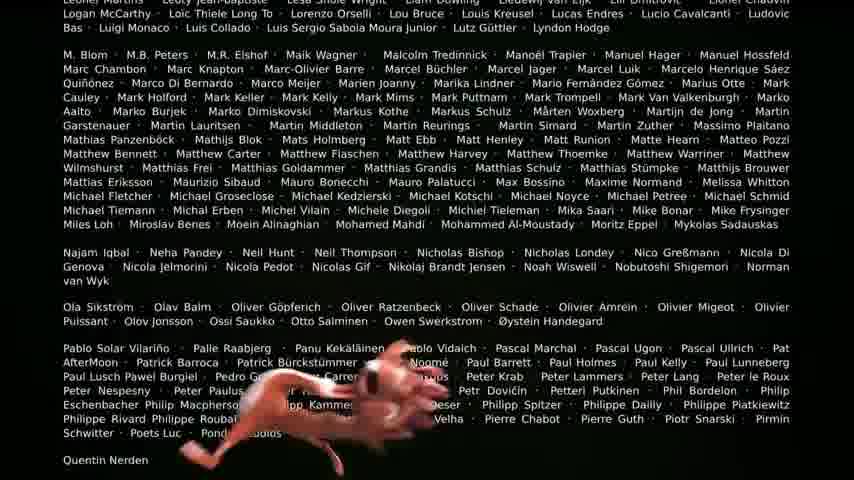 Logan McCarthy · Loïc Thiele Long To · Lorenzo Orselli · Lou Bruce · Louis Kreusel · Lucas Endres · Lucio Cavalcanti · Ludovic
Bas · Luigi Monaco · Luis Collado · Luis Sergio Saboia Moura Junior · Lutz Güttler · Lyndon Hodge
M. Blom · M.B. Peters · M.R. Elshof · Maik Wagner · Malcolm Tredinnick · Manoël Trapier · Manuel Hager · Manuel Hossfeld
Marc Chambon · Marc Knapton · Marc-Olivier Barre · Marcel Büchler · Marcel Jager · Marcel Luik · Marcelo Henrique Sáez
Quiñónez · Marco Di Bernardo · Marco Meijer · Marien Joanny · Marika Lindner · Mario Fernández Gómez · Marius Otte · Mark
Cauley · Mark Holford · Mark Keller · Mark Kelly · Mark Mims · Mark Puttnam · Mark Trompell · Mark Van Valkenburgh · Marko
Aalto · Marko Burjek · Marko Dimiskovski · Markus Kothe · Markus Schulz · Mårten Woxberg · Martijn de Jong · Martin
Garstenauer · Martin Lauritsen · Martin Middleton · Martin Reurings · Martin Simard · Martin Zuther · Massimo Plaitano
Mathias Panzenböck · Mathijs Blok · Mats Holmberg · Matt Ebb · Matt Henley · Matt Runion · Matte Hearn · Matteo Pozzi
Matthew Bennett · Matthew Carter · Matthew Flaschen · Matthew Harvey · Matthew Thoemke · Matthew Warriner · Matthew
Wilmshurst · Matthias Frei · Matthias Goldammer · Matthias Grandis · Matthias Schulz · Matthias Stümpke · Matthijs Brouwer
Mattias Eriksson · Maurizio Sibaud · Mauro Bonecchi · Mauro Palatucci · Max Bossino · Maxime Normand · Melissa Whitton
Michael Fletcher · Michael Groseclose · Michael Kedzierski · Michael Kotschi · Michael Noyce · Michael Petree · Michael Schmid
Michael Tiemann · Michal Erben · Michel Vilain · Michele Diegoli · Michiel Tieleman · Mika Saari · Mike Bonar · Mike Frysinger
Miles Loh · Miroslav Benes · Moein Alinaghian · Mohamed Mahdi · Mohammed Al-Moustady · Moritz Eppel · Mykolas Sadauskas
Najam Iqbal · Neha Pandey · Neil Hunt · Neil Thompson · Nicholas Bishop · Nicholas Londey · Nico Greßmann · Nicola Di
Genova · Nicola Jelmorini · Nicola Pedot · Nicolas Gif · Nikolaj Brandt Jensen · Noah Wiswell · Nobutoshi Shigemori · Norman
van Wyk
Ola Sikstrom · Olav Balm · Oliver Göpferich · Oliver Ratzenbeck · Oliver Schade · Olivier Amrein · Olivier Migeot · Olivier
Puissant · Olov Jonsson · Ossi Saukko · Otto Salminen · Owen Swerkstrom · Øystein Handegard
Pablo Solar Vilariño · Palle Raabjerg · Panu Kekäläinen · Pablo Vidaich · Pascal Marchal · Pascal Ugon · Pascal Ullrich · Pat
AfterMoon · Patrick Barroca · Patrick Bürckstümmer Noomé · Paul Barrett · Paul Holmes · Paul Kelly · Paul Lunneberg
Paul Lusch Pawel Burgiel · Pedro Peter Krab · Peter Lammers · Peter Lang · Peter le Roux
Peter Nespesny · Peter Paulus Petr Dovičin · Petteri Putkinen · Phil Bordelon · Philip
Eschenbacher Philip Macpherson · Philipp Spitzer · Philippe Dailly · Philippe Piatkiewitz
Philippe Rivard Philippe Velha · Pierre Chabot · Pierre Guth · Piotr Snarski · Pirmin
Schwitter · Poets Luc ·
Quentin Nerden